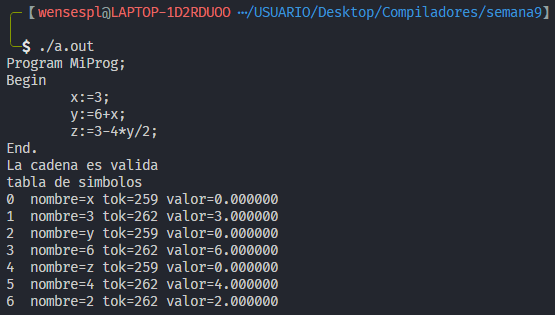 [wensespl@LAPTOP-1D2RDUOO ⋯/USUARIO/Desktop/Compiladores/semana9]
$ ./a.out
Program MiProg;
Begin
        x:=3;
        y:=6+x;
        z:=3-4*y/2;
End.
La cadena es valida
tabla de simbolos
0  nombre=x tok=259 valor=0.000000
1  nombre=3 tok=262 valor=3.000000
2  nombre=y tok=259 valor=0.000000
3  nombre=6 tok=262 valor=6.000000
4  nombre=z tok=259 valor=0.000000
5  nombre=4 tok=262 valor=4.000000
6  nombre=2 tok=262 valor=2.000000